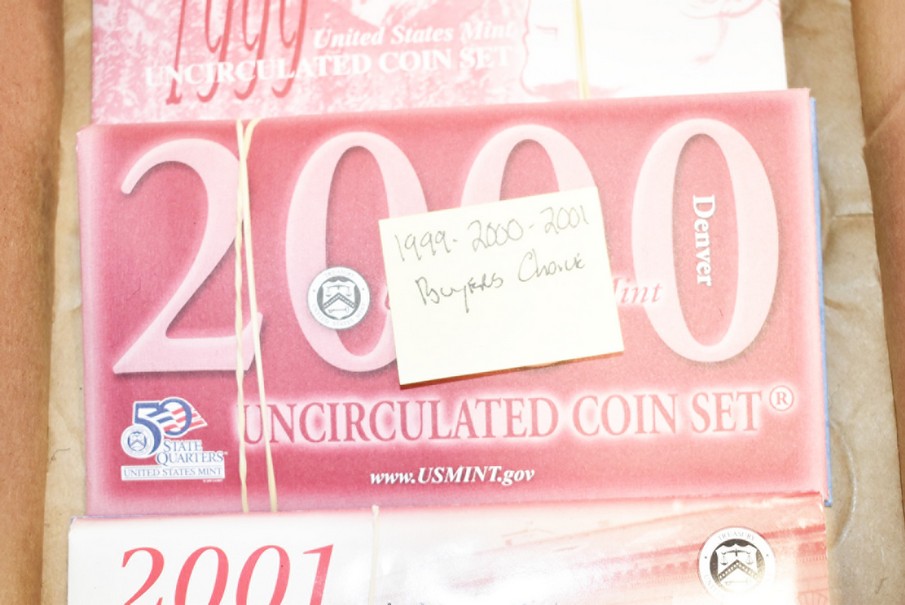 1999
United States Mint
UNCIRCULATED COIN SET
2000
Denver
1999-2000-2001
Buyers Choice
Mint
50
STATE
QUARTERS
UNITED STATES MINT
UNCIRCULATED COIN SET®
www.USMINT.gov
2001